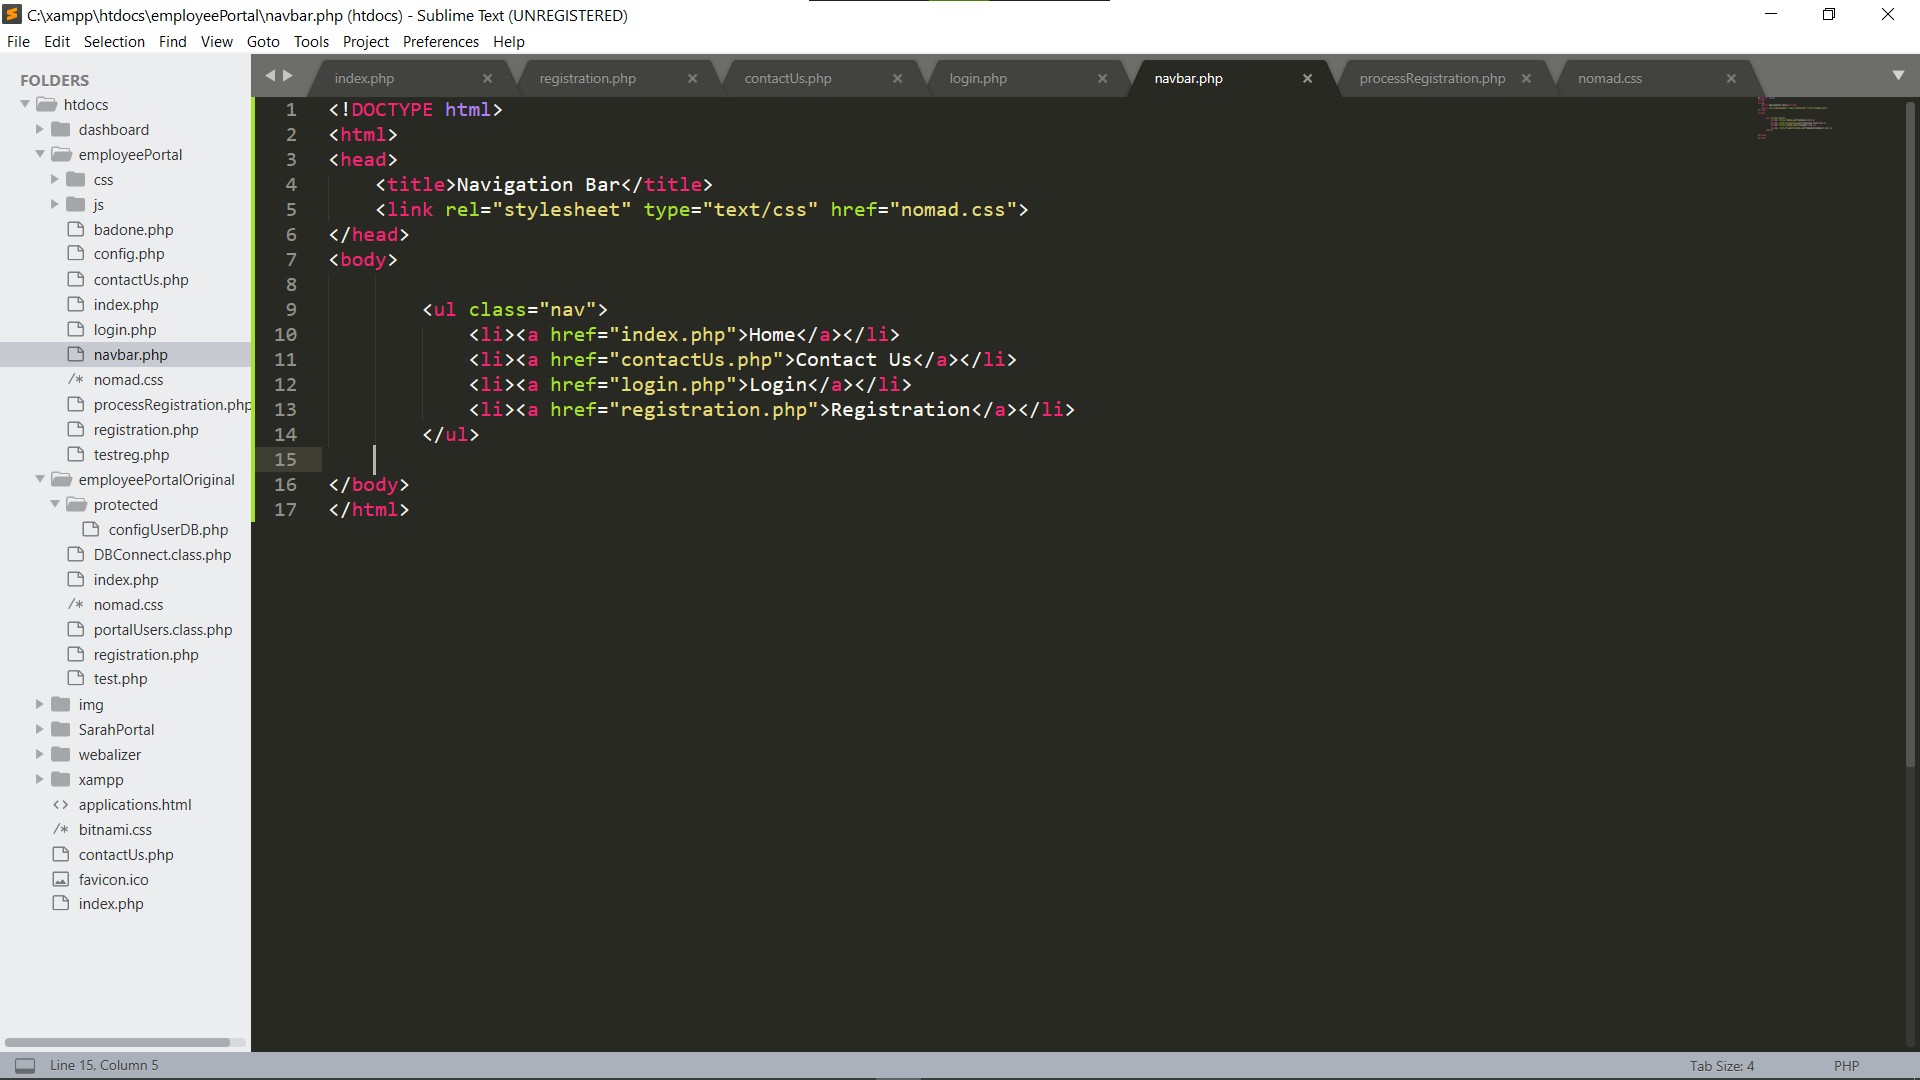 C:\xampp\htdocs\employeePortal\navbar.php (htdocs) - Sublime Text (UNREGISTERED)
File Edit Selection Find View Goto Tools Project Preferences Help
FOLDERS
htdocs
dashboard
employeePortal
css
js
badone.php
config.php
contactUs.php
index.php
login.php
navbar.php
/* nomad.css
processRegistration.php
registration.php
testreg.php
employeePortalOriginal
protected
configUserDB.php
DBConnect.class.php
index.php
/* nomad.css
portalUsers.class.php
registration.php
test.php
img
SarahPortal
webalizer
xampp
<> applications.html
/* bitnami.css
contactUs.php
favicon.ico
index.php
index.php registration.php contactUs.php login.php navbar.php processRegistration.php nomad.css
1 <!DOCTYPE html>
2 <html>
3 <head>
4     <title>Navigation Bar</title>
5     <link rel="stylesheet" type="text/css" href="nomad.css">
6 </head>
7 <body>
8
9         <ul class="nav">
10             <li><a href="index.php">Home</a></li>
11             <li><a href="contactUs.php">Contact Us</a></li>
12             <li><a href="login.php">Login</a></li>
13             <li><a href="registration.php">Registration</a></li>
14         </ul>
15
16 </body>
17 </html>
Line 15, Column 5 Tab Size: 4 PHP